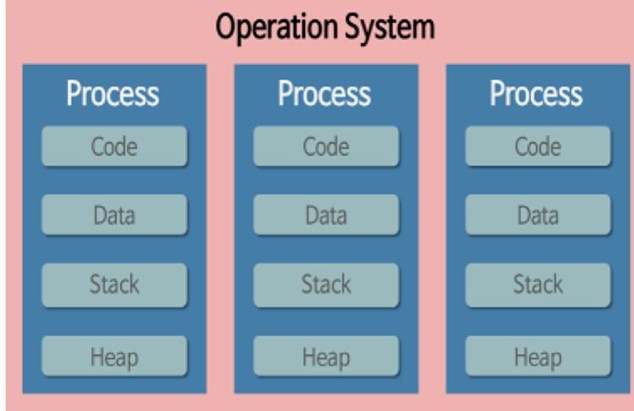 Operation System
Process Process Process
Code Code Code
Data Data Data
Stack Stack Stack
Heap Heap Heap